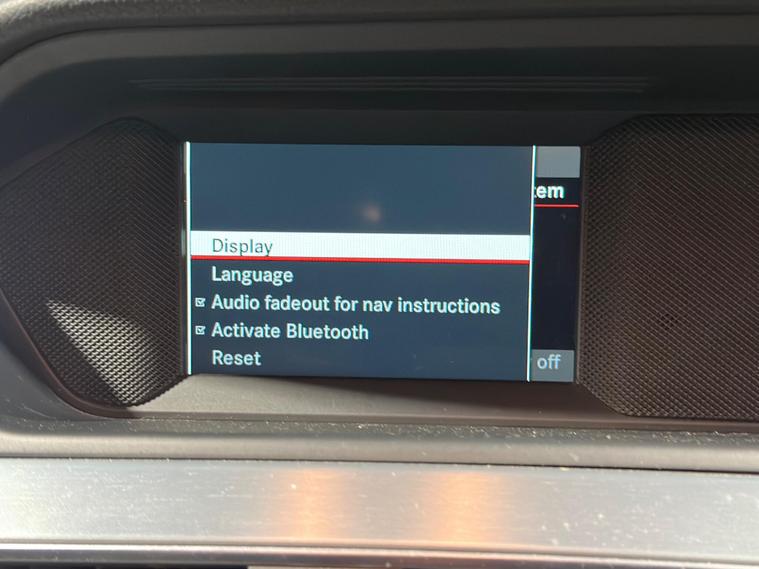 tem
Display
Language
Audio fadeout for nav instructions
Activate Bluetooth
Reset
off